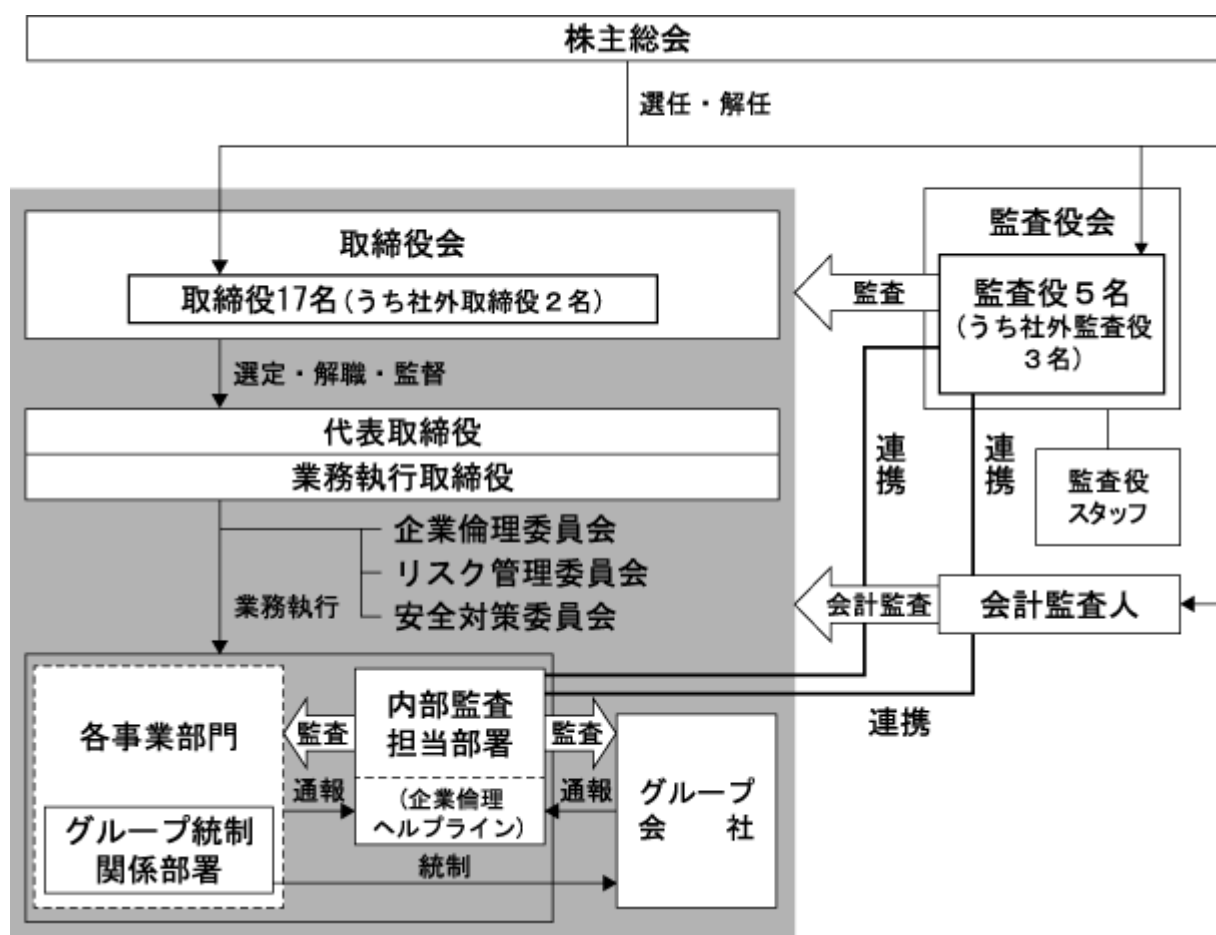 株主総会
選任・解任
取締役会
取締役17名(うち社外取締役2名)
監査役会
監査役5名
(うち社外監査役
3名)
監査
選定・解職・監督
代表取締役
業務執行取締役
連携
連携
監査役
スタッフ
企業倫理委員会
リスク管理委員会
安全対策委員会
業務執行
会計監査
会計監査人
各事業部門
監査
内部監査
担当部署
監査
連携
通報
(企業倫理
ヘルプライン)
通報
グループ
会社
グループ統制
関係部署
統制